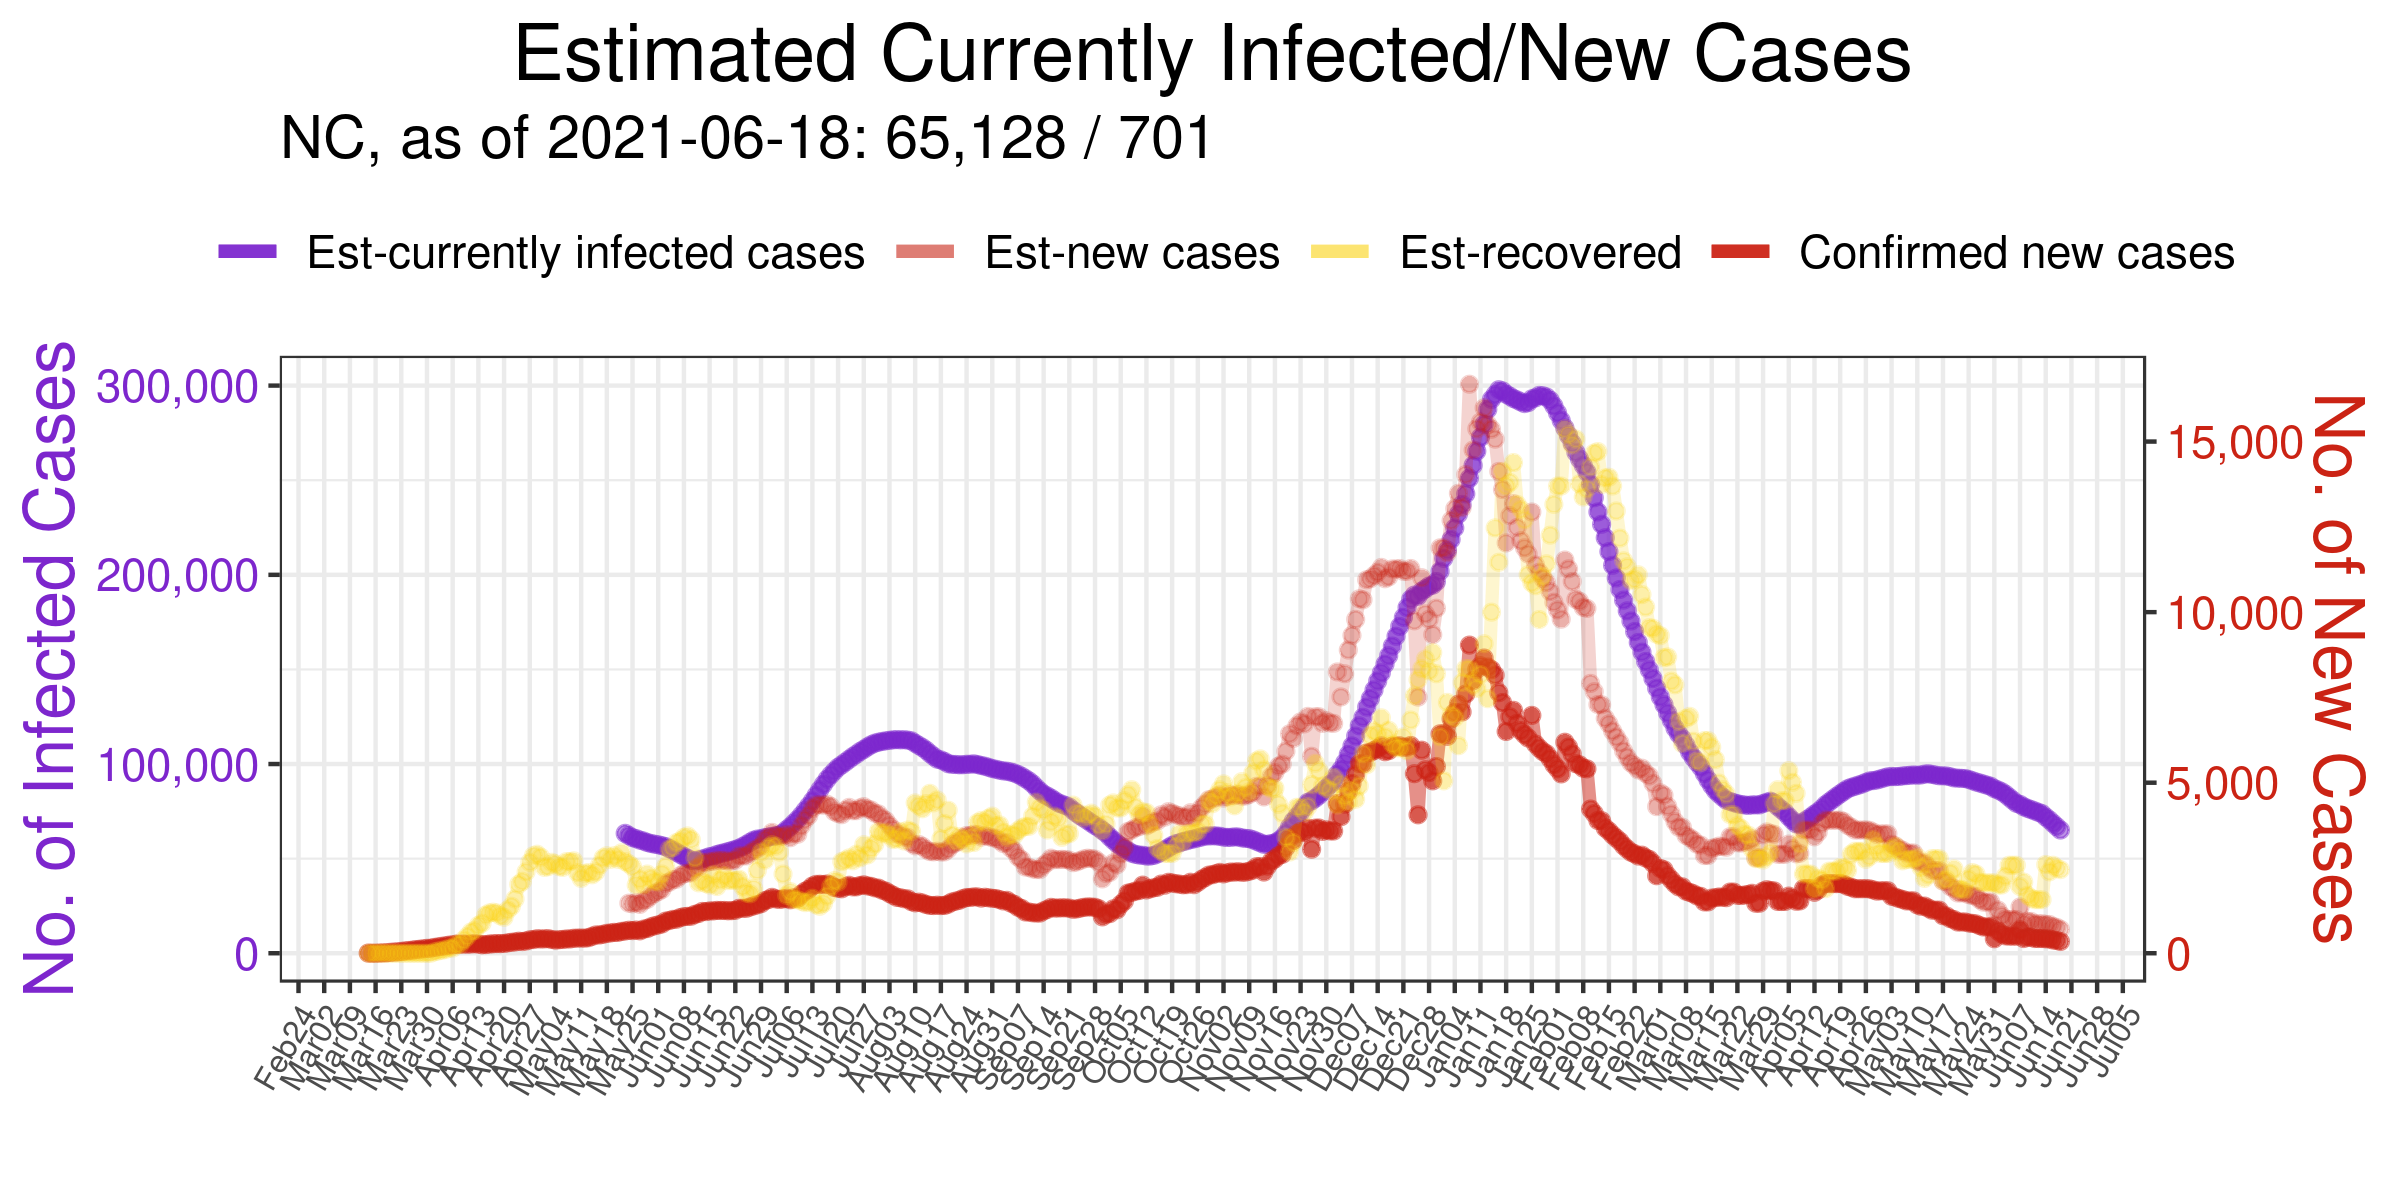 Estimated Currently Infected/New Cases
NC, as of 2021-06-18: 65,128 / 701
Est-currently infected cases Est-new cases Est-recovered Confirmed new cases
No. of Infected Cases
300,000
200,000
100,000
0
15,000
10,000
5,000
0
No. of New Cases
Feb24 Mar02 Mar09 Mar16 Mar23 Mar30 Apr06 Apr13 Apr20 Apr27 May04 May11 May18 May25 Jun01 Jun08 Jun15 Jun22 Jun29 Jul06 Jul13 Jul20 Jul27 Aug03 Aug10 Aug17 Aug24 Aug31 Sep07 Sep14 Sep21 Sep28 Oct05 Oct12 Oct19 Oct26 Nov02 Nov09 Nov16 Nov23 Nov30 Dec07 Dec14 Dec21 Dec28 Jan04 Jan11 Jan18 Jan25 Feb01 Feb08 Feb15 Feb22 Mar01 Mar08 Mar15 Mar22 Mar29 Apr05 Apr12 Apr19 Apr26 May03 May10 May17 May24 May31 Jun07 Jun14 Jun21 Jun28 Jul05